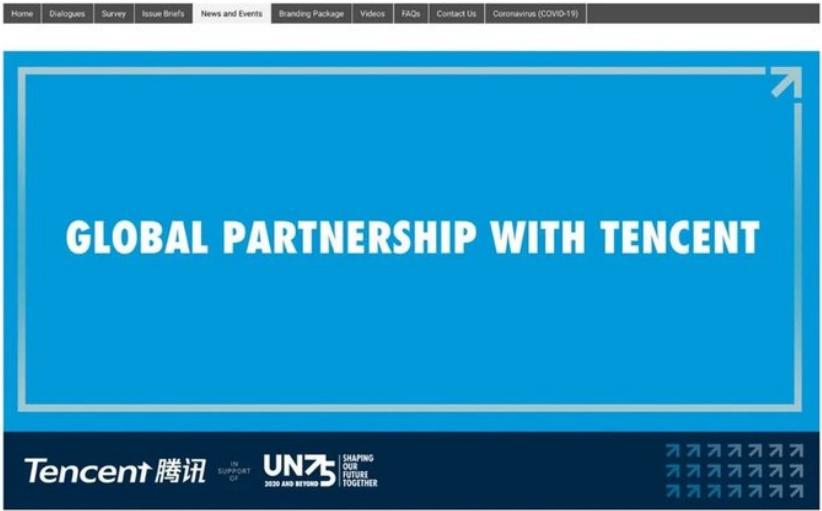 Home Dialogues Survey Issue Briefs News and Events Branding Package Videos FAQs Contact Us Coronavirus (COVID-19)
GLOBAL PARTNERSHIP WITH TENCENT
Tencent 腾讯
IN
SUPPORT
OF
UN75
2020 AND BEYOND
SHAPING
OUR
FUTURE
TOGETHER